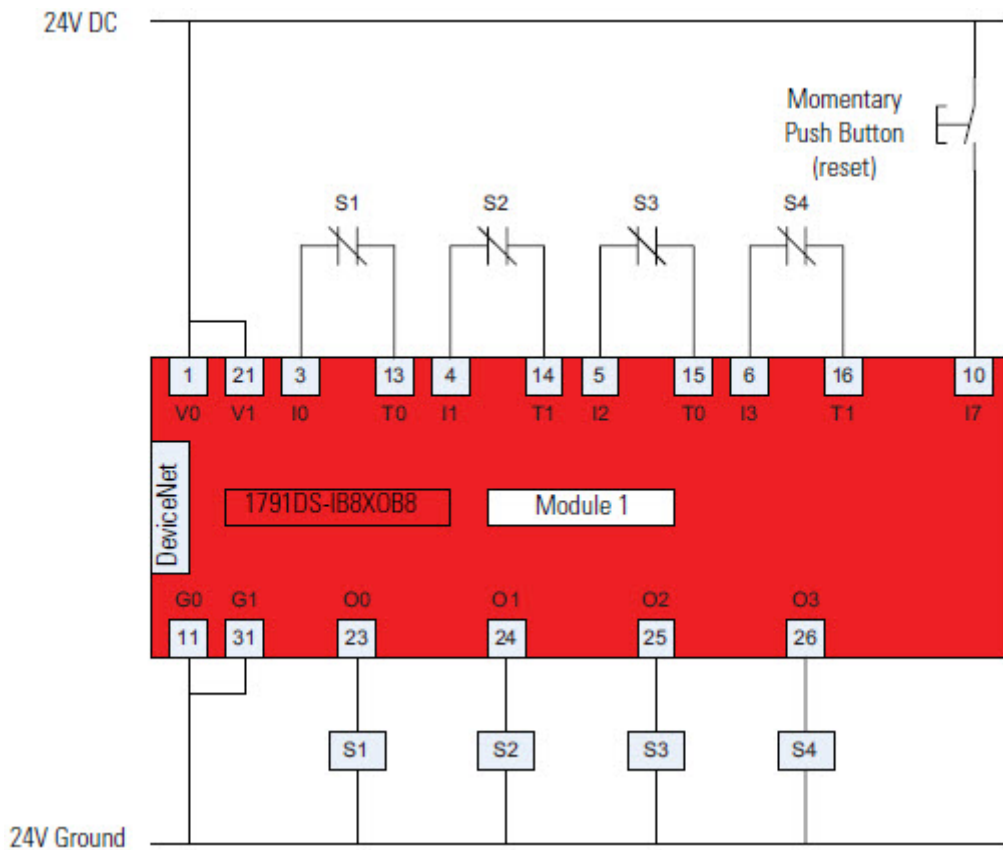 24V DC
Momentary
Push Button
(reset)
S1 S2 S3 S4
1 21 3 13 4 14 5 15 6 16 10
V0 V1 I0 T0 I1 T1 I2 T0 I3 T1 I7
DeviceNet
1791DS-IB8XOB8
Module 1
G0 G1 O0 O1 O2 O3
11 31 23 24 25 26
S1 S2 S3 S4
24V Ground